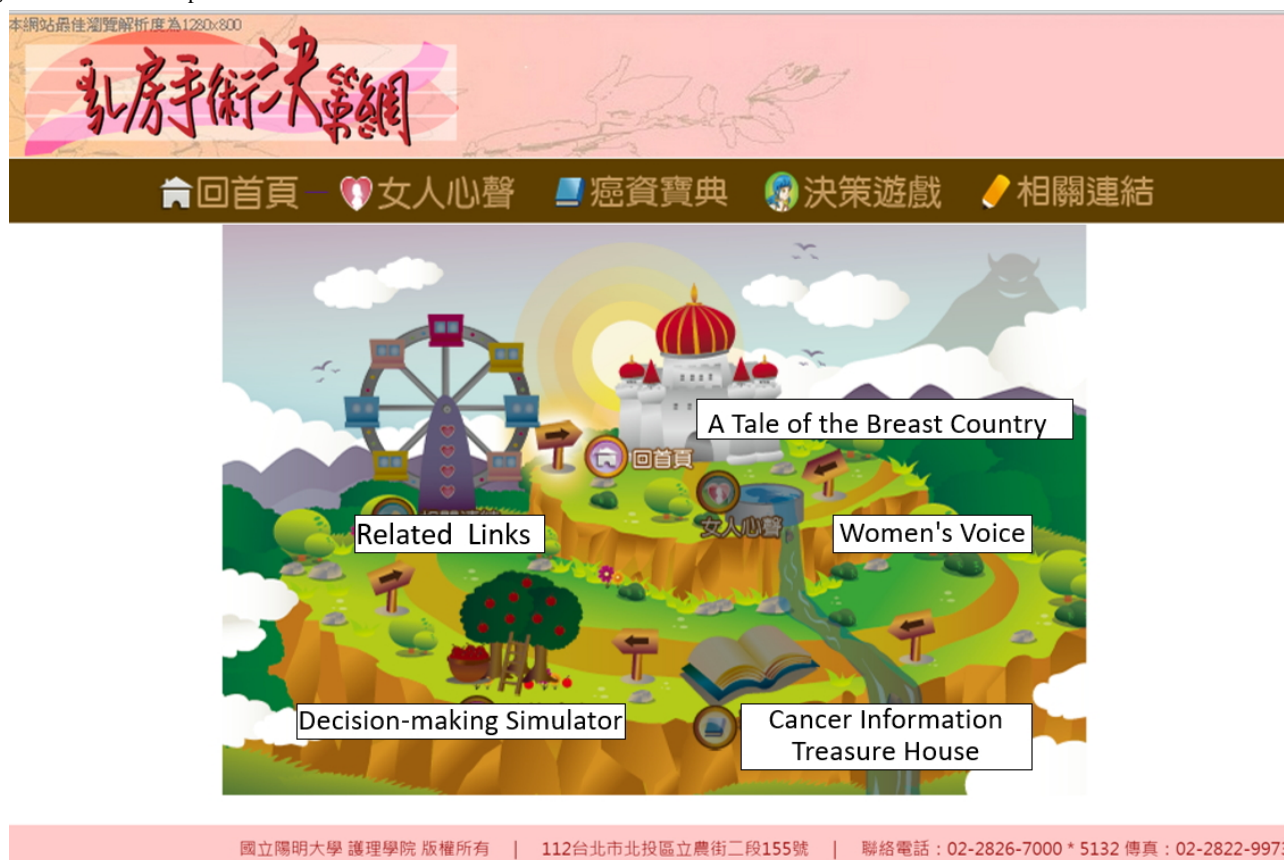 本網站最佳瀏覽解析度為1280x800
乳房手術決策網
回首頁 女人心聲 癌資寶典 決策遊戲 相關連結
A Tale of the Breast Country
回首頁
女人心聲
Related Links
Women's Voice
Decision-making Simulator
Cancer Information
Treasure House
國立陽明大學 護理學院 版權所有 | 112台北市北投區立農街二段155號 | 聯絡電話：02-2826-7000 * 5132 傳真：02-2822-997